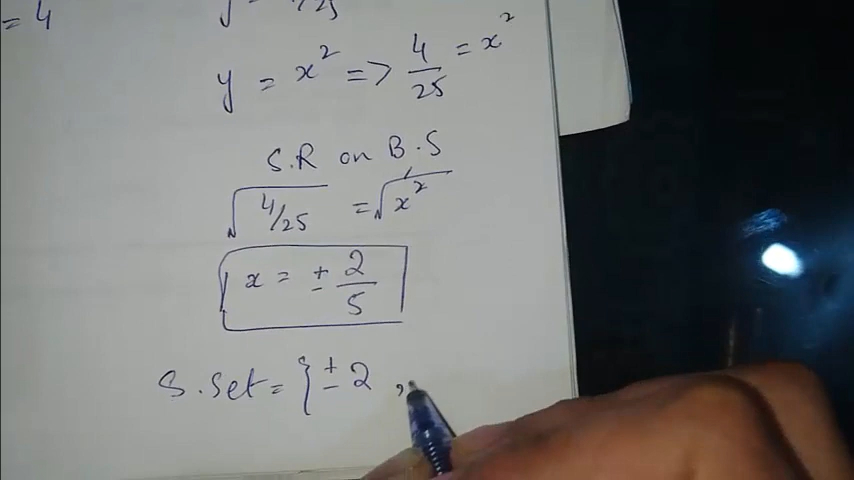 = 4
y = x² => 4/25 = x²
S.R on B.S
√4/25 = √x²
x = ± 2/5
S.Set = {±2 ,